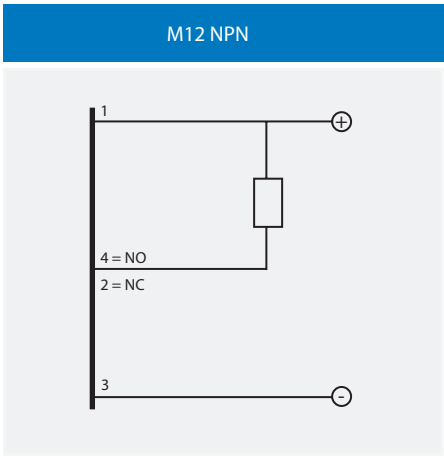 M12 NPN
1
+
4 = NO
2 = NC
3
-